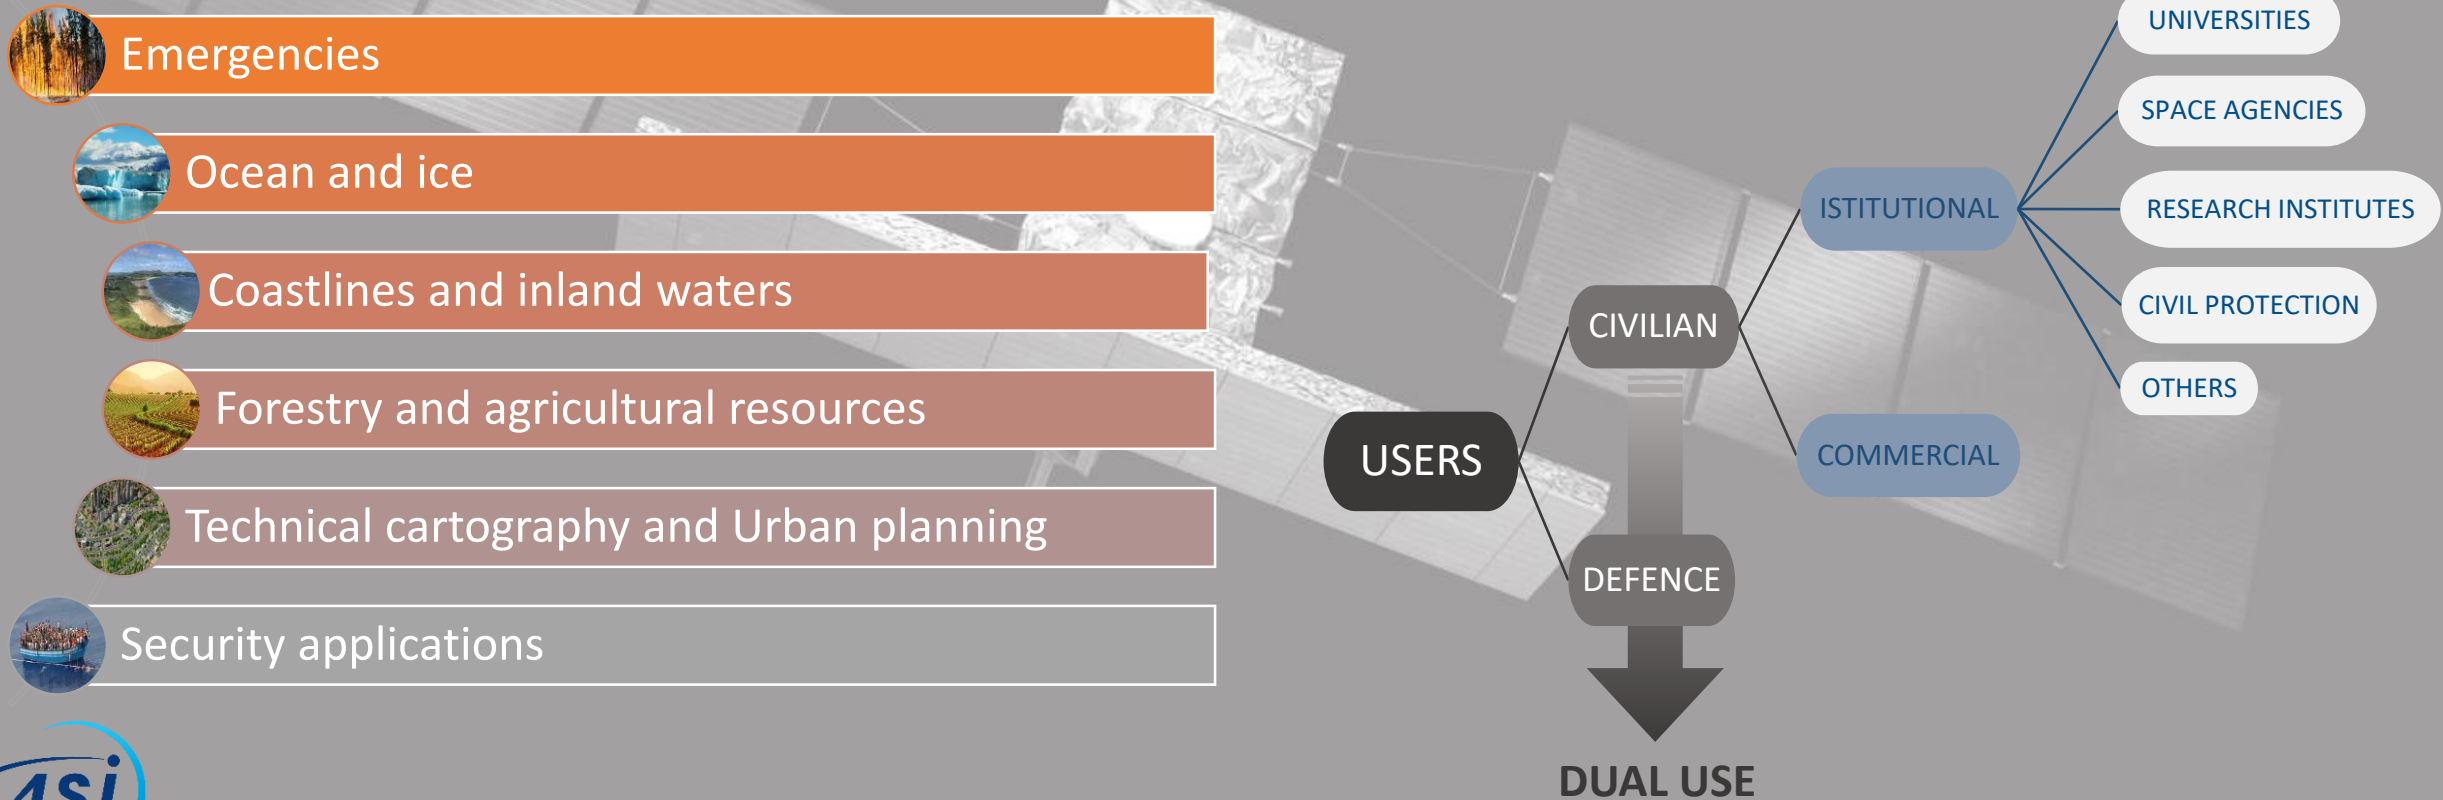 Emergencies
Ocean and ice
Coastlines and inland waters
Forestry and agricultural resources
Technical cartography and Urban planning
Security applications
asi
USERS
CIVILIAN
DEFENCE
DUAL USE
ISTITUTIONAL
COMMERCIAL
UNIVERSITIES
SPACE AGENCIES
RESEARCH INSTITUTES
CIVIL PROTECTION
OTHERS